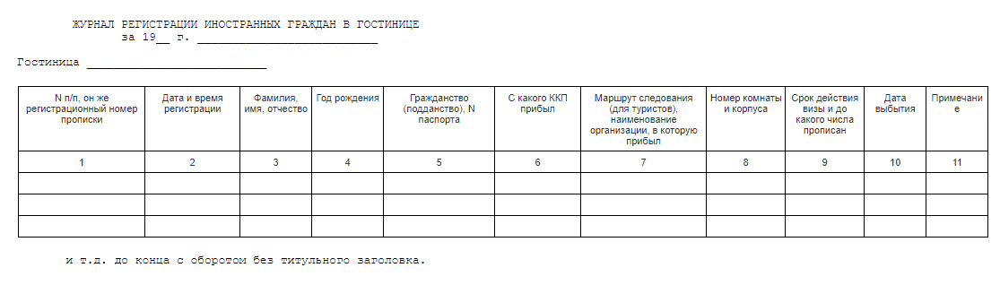 ЖУРНАЛ РЕГИСТРАЦИИ ИНОСТРАННЫХ ГРАЖДАН В ГОСТИНИЦЕ
за 19__ г. __________________________
Гостиница __________________________
N п/п, он же
регистрационный номер
прописки
Дата и время
регистрации
Фамилия,
имя, отчество
Год рождения
Гражданство
(подданство), N
паспорта
С какого ККП
прибыл
Маршрут следования
(для туристов),
наименование
организации, в которую
прибыл
Номер комнаты
и корпуса
Срок действия
визы и до
какого числа
прописан
Дата
выбытия
Примечани
е
1 2 3 4 5 6 7 8 9 10 11
и т.д. до конца с оборотом без титульного заголовка.